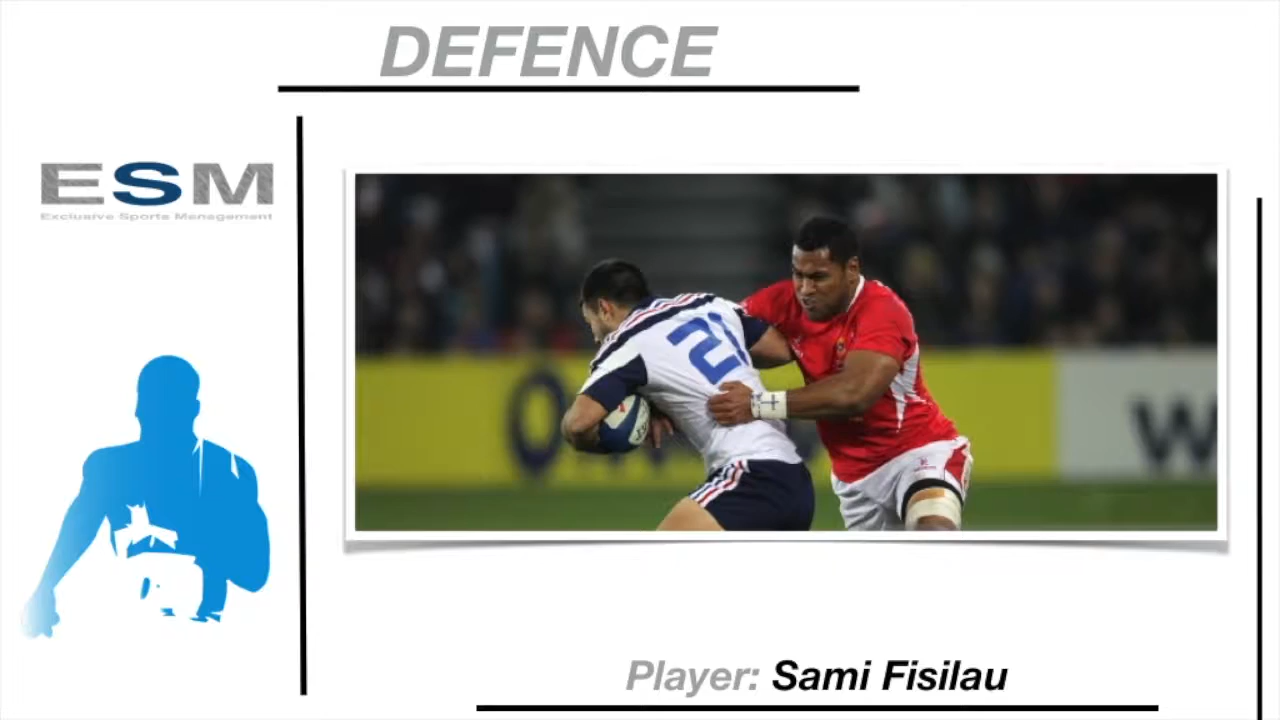 DEFENCE
ESM
Exclusive Sports Management
21
W
Player: Sami Fisilau